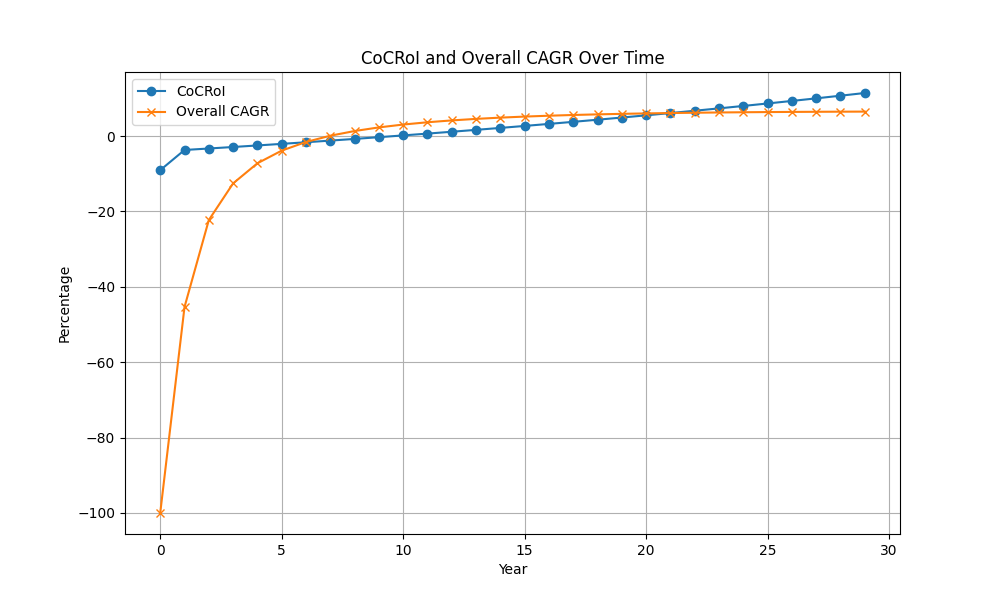 CoCRoI and Overall CAGR Over Time
CoCRoI
Overall CAGR
Percentage
0
−20
−40
−60
−80
−100
0 5 10 15 20 25 30
Year